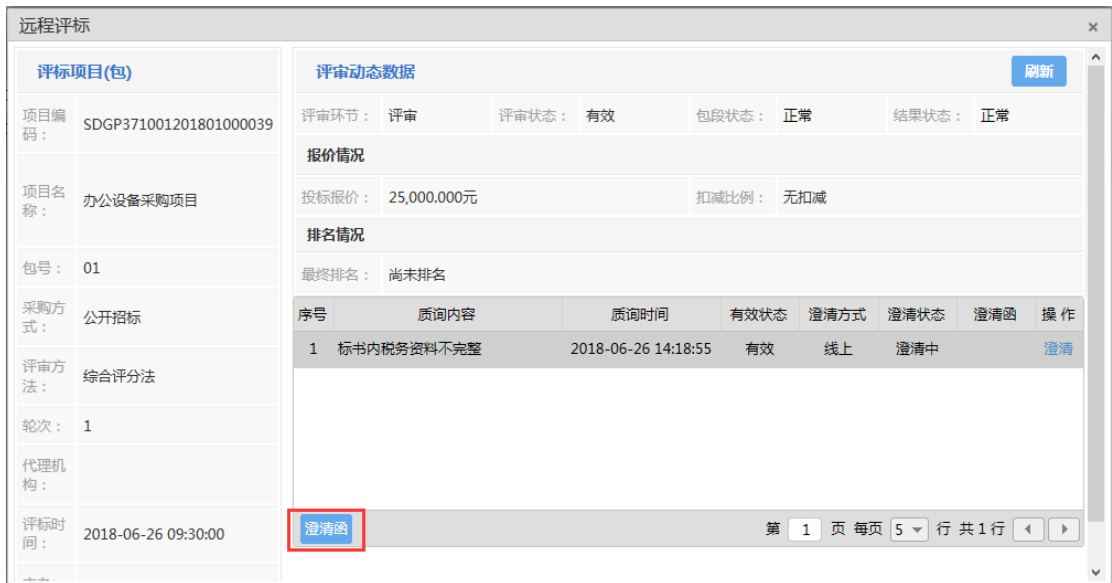 远程评标 ×
评标项目(包)
项目编
码：
SDGP371001201801000039
项目名
称：
办公设备采购项目
包号： 01
采购方
式：
公开招标
评审方
法：
综合评分法
轮次： 1
代理机
构：
评标时
间：
2018-06-26 09:30:00
评审动态数据 刷新
评审环节： 评审 评审状态： 有效 包段状态： 正常 结果状态： 正常
报价情况
投标报价： 25,000.000元 扣减比例： 无扣减
排名情况
最终排名： 尚未排名
序号 质询内容 质询时间 有效状态 澄清方式 澄清状态 澄清函 操作
1 标书内税务资料不完整 2018-06-26 14:18:55 有效 线上 澄清中 澄清
澄清函 第 1 页 每页 5 行 共1行